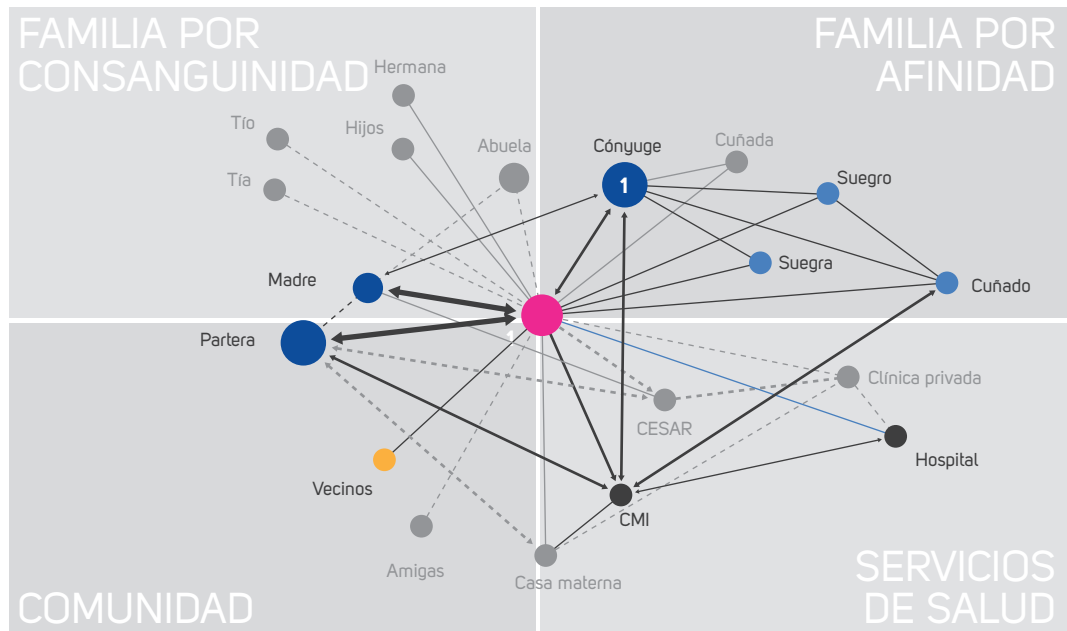 FAMILIA POR
CONSANGUINIDAD
FAMILIA POR
AFINIDAD
Hermana
Tío
Hijos
Abuela
Cónyuge
Cuñada
Tía
1
Suegro
Madre
Suegra
Cuñado
Partera
1
Clínica privada
CESAR
Hospital
Vecinos
CMI
Amigas
Casa materna
COMUNIDAD
SERVICIOS
DE SALUD